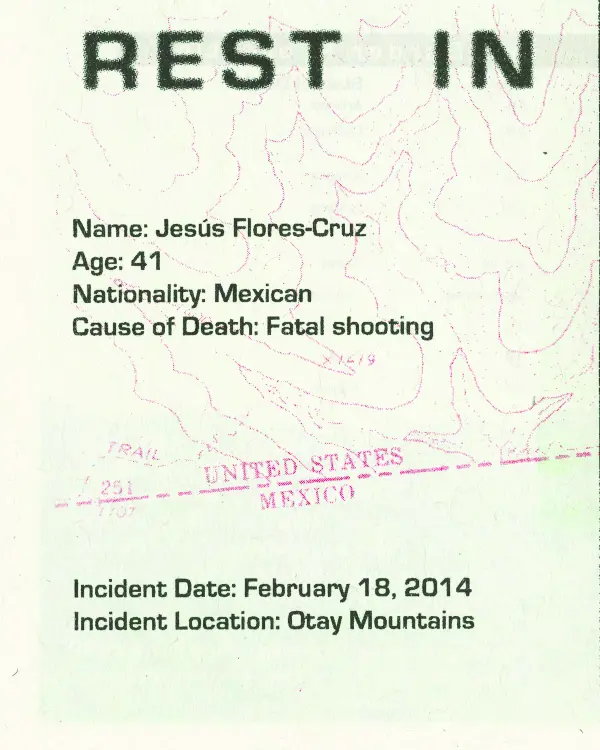 REST IN
Name: Jesús Flores-Cruz
Age: 41
Nationality: Mexican
Cause of Death: Fatal shooting
TRAIL
UNITED STATES
251
MEXICO
Incident Date: February 18, 2014
Incident Location: Otay Mountains